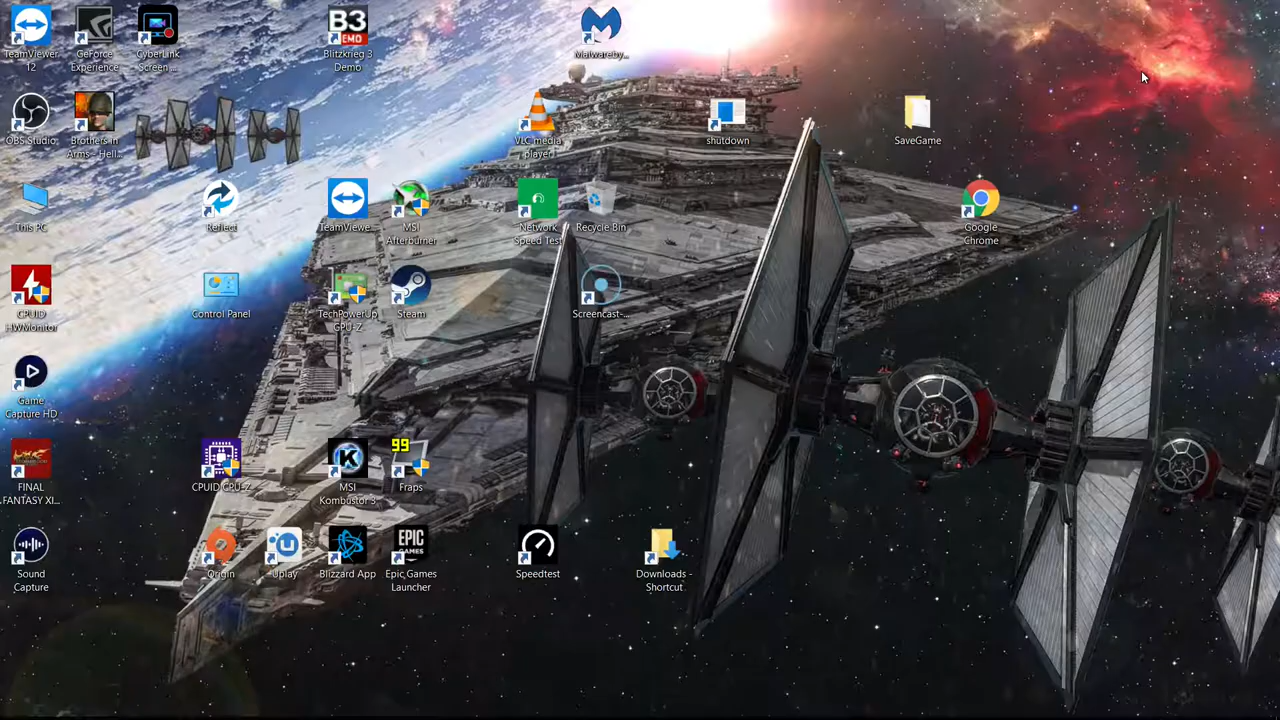 TeamViewer
12
GeForce
Experience
CyberLink
Screen ...
B3
EMO
Blitzkrieg 3
Demo
Malwareby...
OBS Studio
Brothers in
Arms - Hell...
VLC media
player
shutdown
SaveGame
This PC
Reflect
TeamViewe...
MSI
Afterburner
Network
Speed Test
Recycle Bin
Google
Chrome
CPUID
HWMonitor
Control Panel
TechPowerUp
GPU-Z
Steam
Screencast-...
Game
Capture HD
FINAL
FANTASY XI...
CPUID CPU-Z
K
MSI
Kombustor 3
99
Fraps
Sound
Capture
Origin
Uplay
Blizzard App
EPIC
GAMES
Epic Games
Launcher
Speedtest
Downloads -
Shortcut